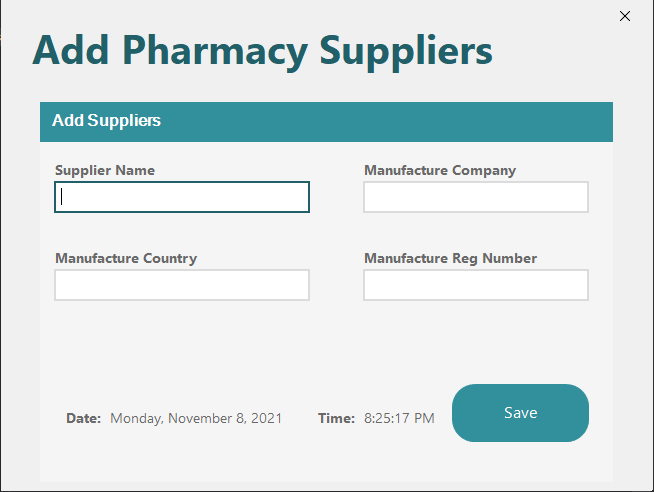 Add Pharmacy Suppliers
Add Suppliers
Supplier Name
Manufacture Company
Manufacture Country
Manufacture Reg Number
Date: Monday, November 8, 2021
Time: 8:25:17 PM
Save